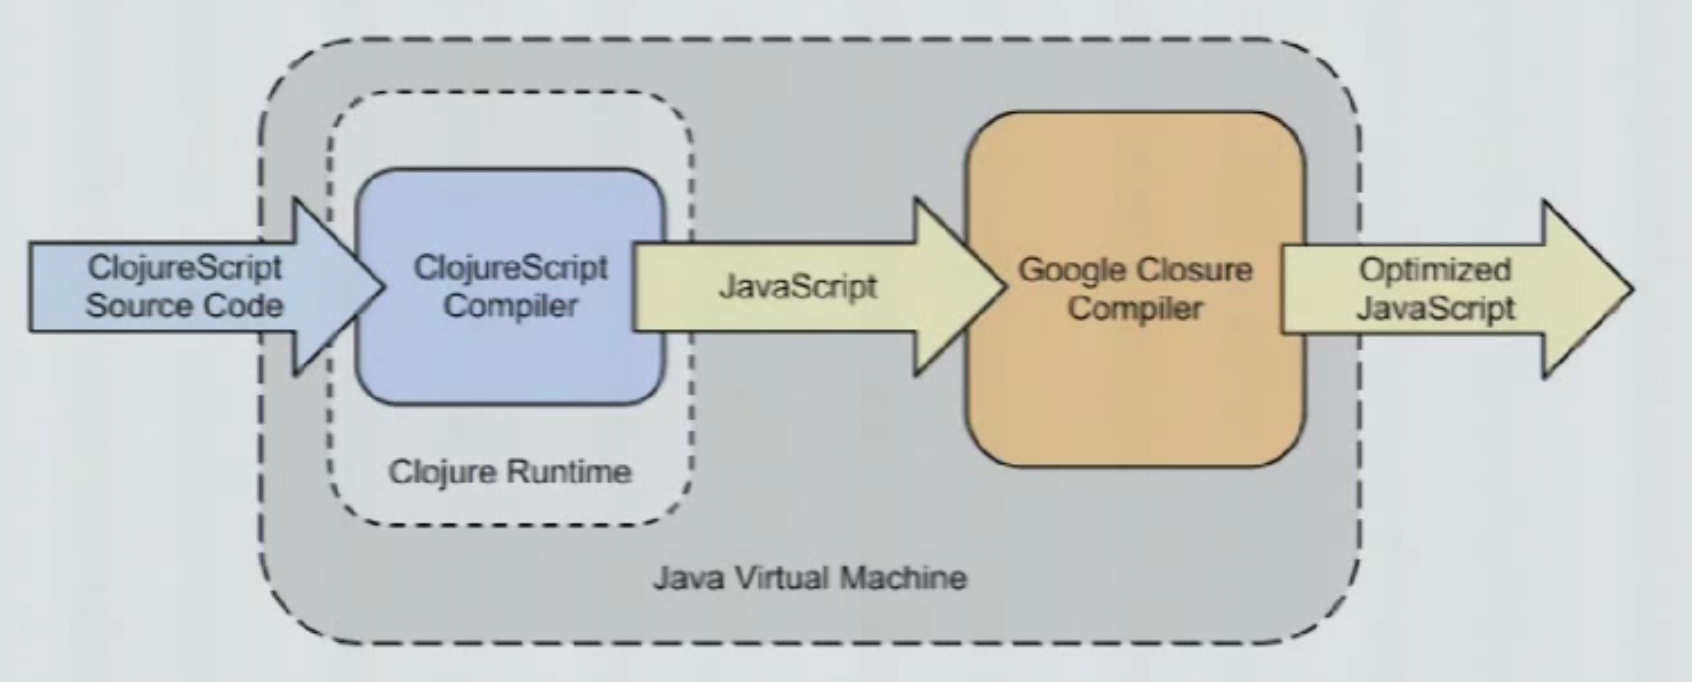 ClojureScript
Source Code
ClojureScript
Compiler
JavaScript
Google Closure
Compiler
Optimized
JavaScript
Clojure Runtime
Java Virtual Machine